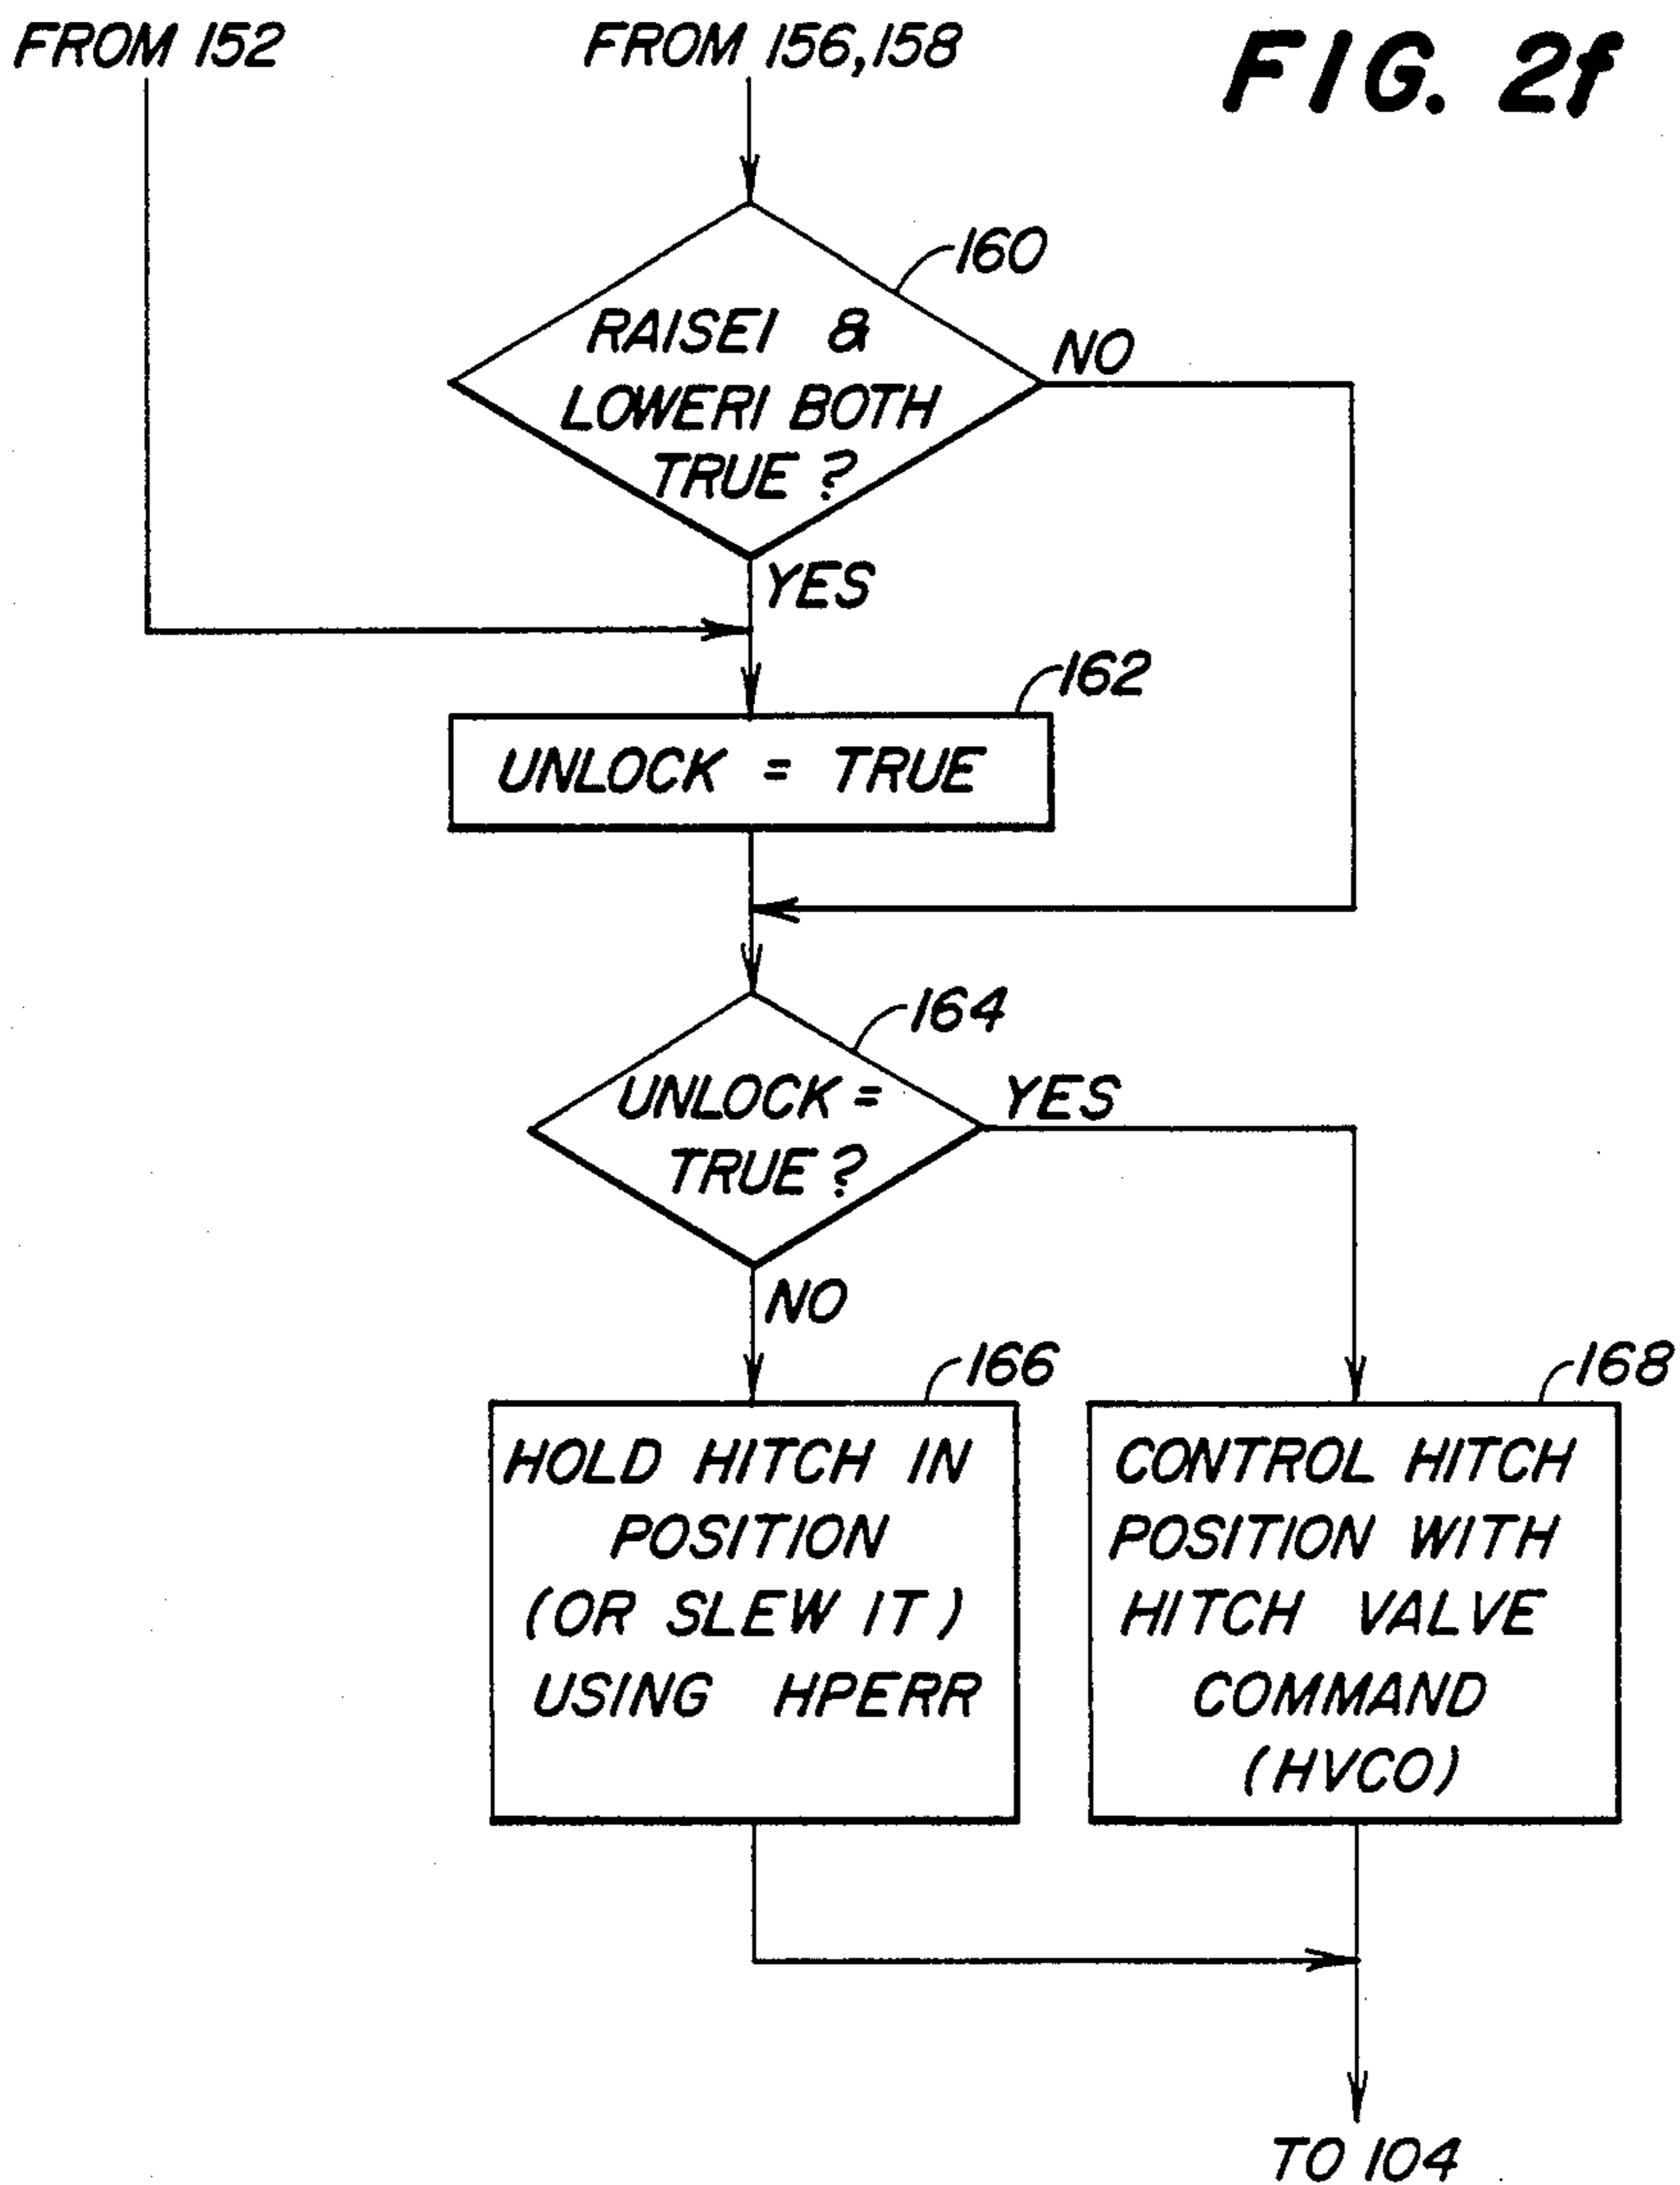 FROM 152
FROM 156,158
FIG. 2f
160
RAISE1 &
LOWER1 BOTH
TRUE ?
NO
YES
162
UNLOCK = TRUE
164
UNLOCK =
TRUE ?
YES
NO
166
HOLD HITCH IN
POSITION
(OR SLEW IT)
USING HPERR
168
CONTROL HITCH
POSITION WITH
HITCH VALVE
COMMAND
(HVCO)
TO 104